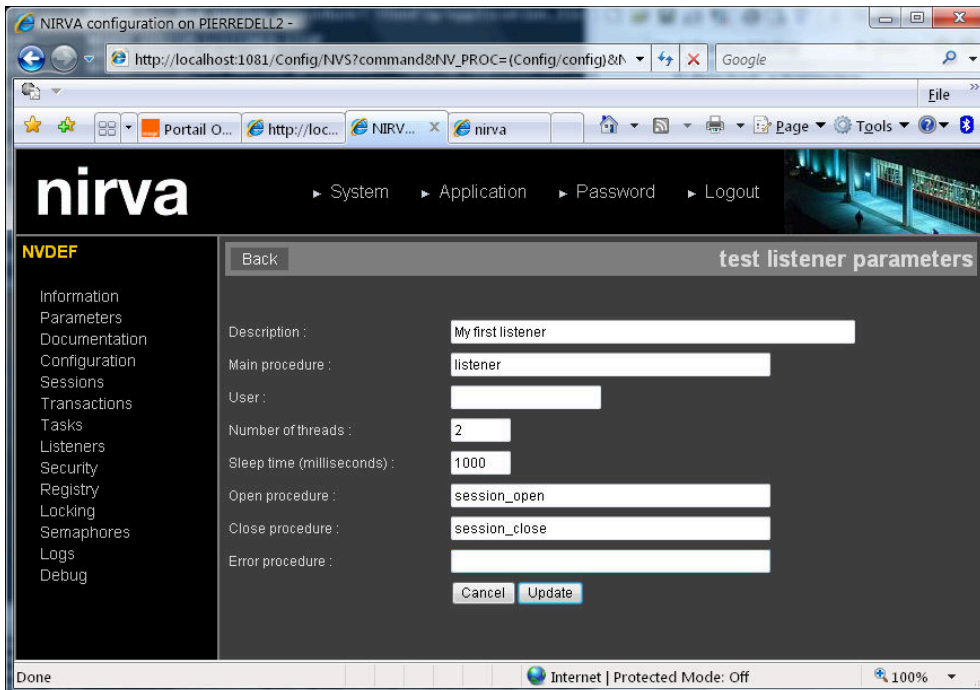 NIRVA configuration on PIERREDELL2 -
http://localhost:1081/Config/NVS?command&NV_PROC={Config/config}&N
Google
File
Portail O...
http://loc...
NIRV...
nirva
Page
Tools
nirva
System
Application
Password
Logout
NVDEF
Back
test listener parameters
Information
Parameters
Documentation
Configuration
Sessions
Transactions
Tasks
Listeners
Security
Registry
Locking
Semaphores
Logs
Debug
Description :
My first listener
Main procedure :
listener
User :
Number of threads :
2
Sleep time (milliseconds) :
1000
Open procedure :
session_open
Close procedure :
session_close
Error procedure :
Cancel
Update
Done
Internet | Protected Mode: Off
100%